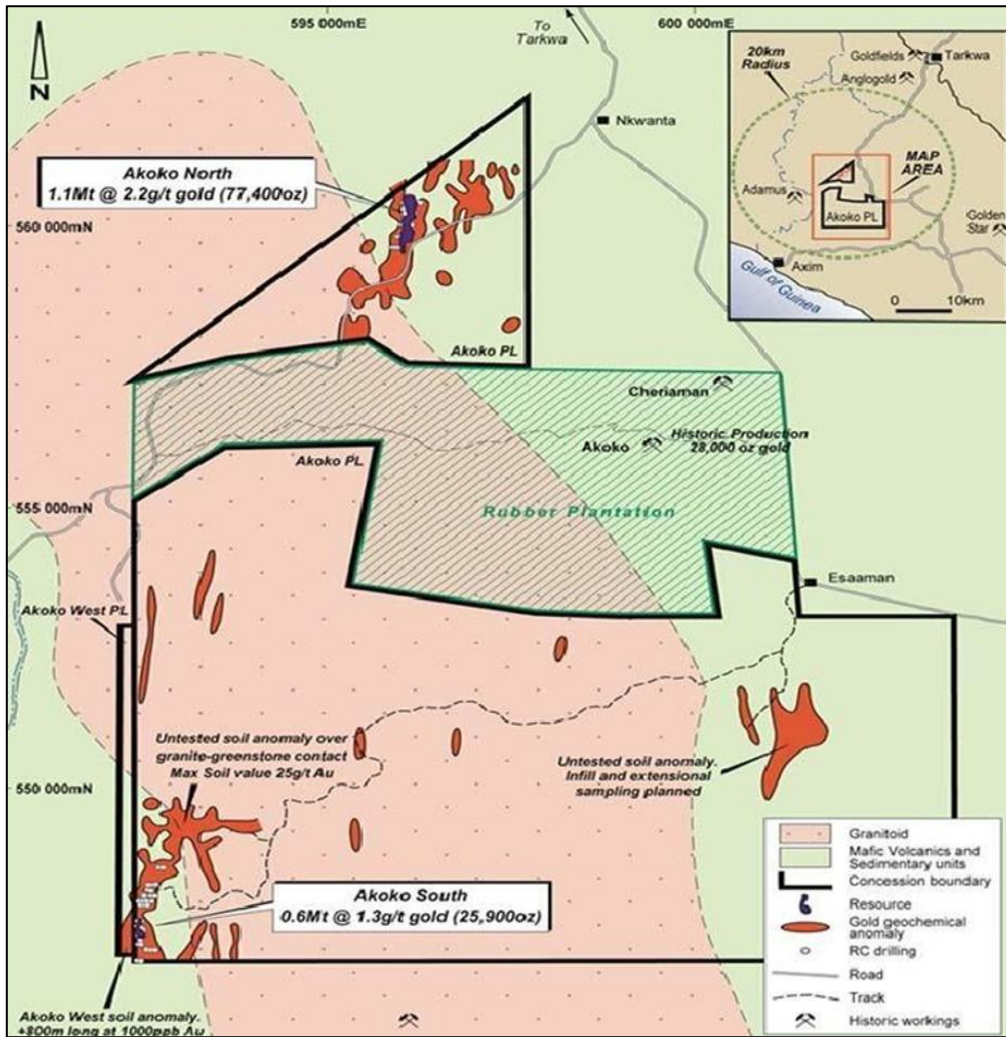 595 000mE
600 000mE
To
Tarkwa
N
Nkwanta
Akoko North
1.1Mt @ 2.2g/t gold (77,400oz)
560 000mN
Akoko PL
20km
Radius
Goldfields
Tarkwa
Anglogold
MAP
AREA
Adamus
Akoko PL
Golden
Star
Axim
Gulf of Guinea
0 10km
Cheriaman
Akoko
Historic Production
28,000 oz gold
Akoko PL
555 000mN
Rubber Plantation
Esaaman
Akoko West PL
Untested soil anomaly over
granite-greenstone contact
Max Soil value 25g/t Au
Untested soil anomaly.
Infill and extensional
sampling planned
550 000mN
Akoko South
0.6Mt @ 1.3g/t gold (25,900oz)
Akoko West soil anomaly.
+800m long at 1000ppb Au
Granitoid
Mafic Volcanics and
Sedimentary units
Concession boundary
Resource
Gold geochemical
anomaly
RC drilling
Road
Track
Historic workings